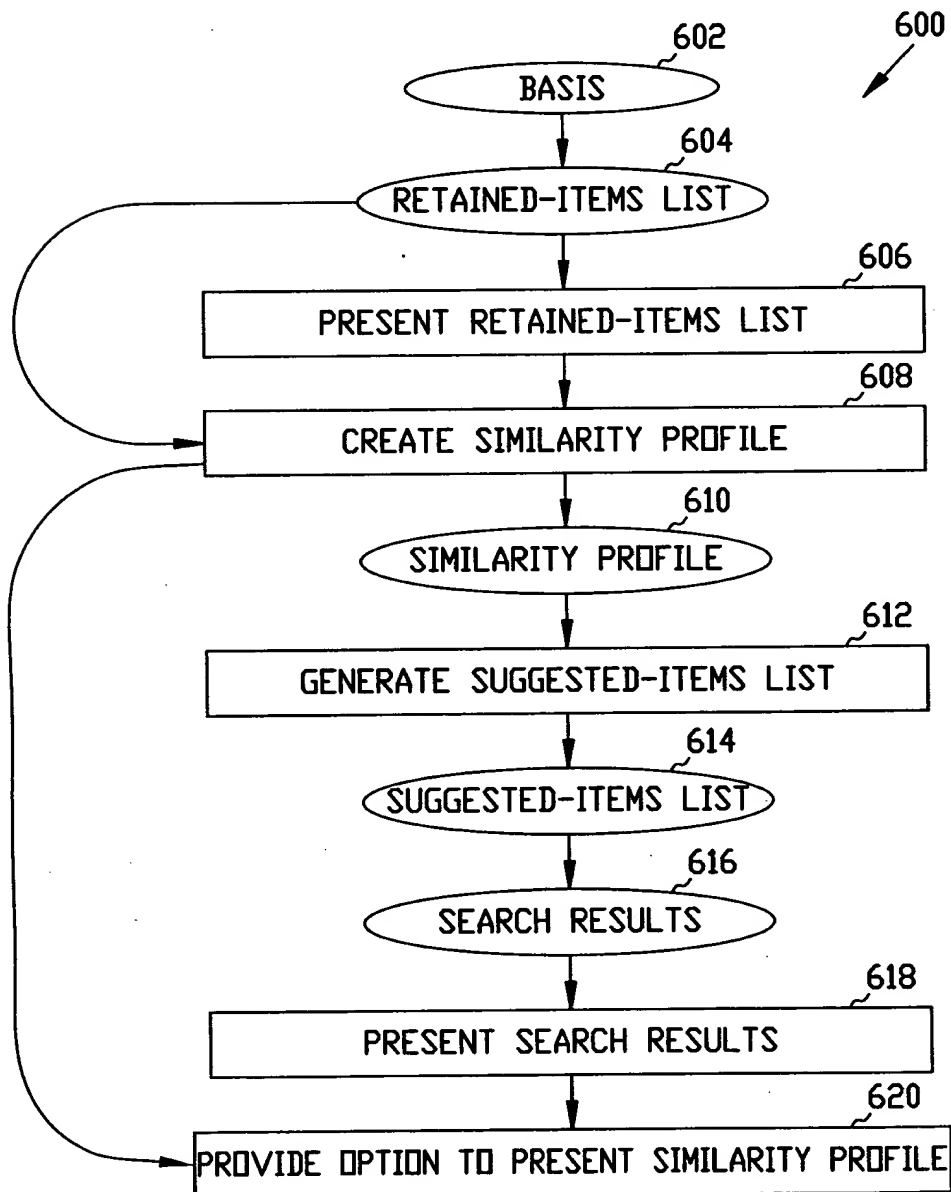 600
602
BASIS
604
RETAINED-ITEMS LIST
606
PRESENT RETAINED-ITEMS LIST
608
CREATE SIMILARITY PROFILE
610
SIMILARITY PROFILE
612
GENERATE SUGGESTED-ITEMS LIST
614
SUGGESTED-ITEMS LIST
616
SEARCH RESULTS
618
PRESENT SEARCH RESULTS
620
PROVIDE OPTION TO PRESENT SIMILARITY PROFILE